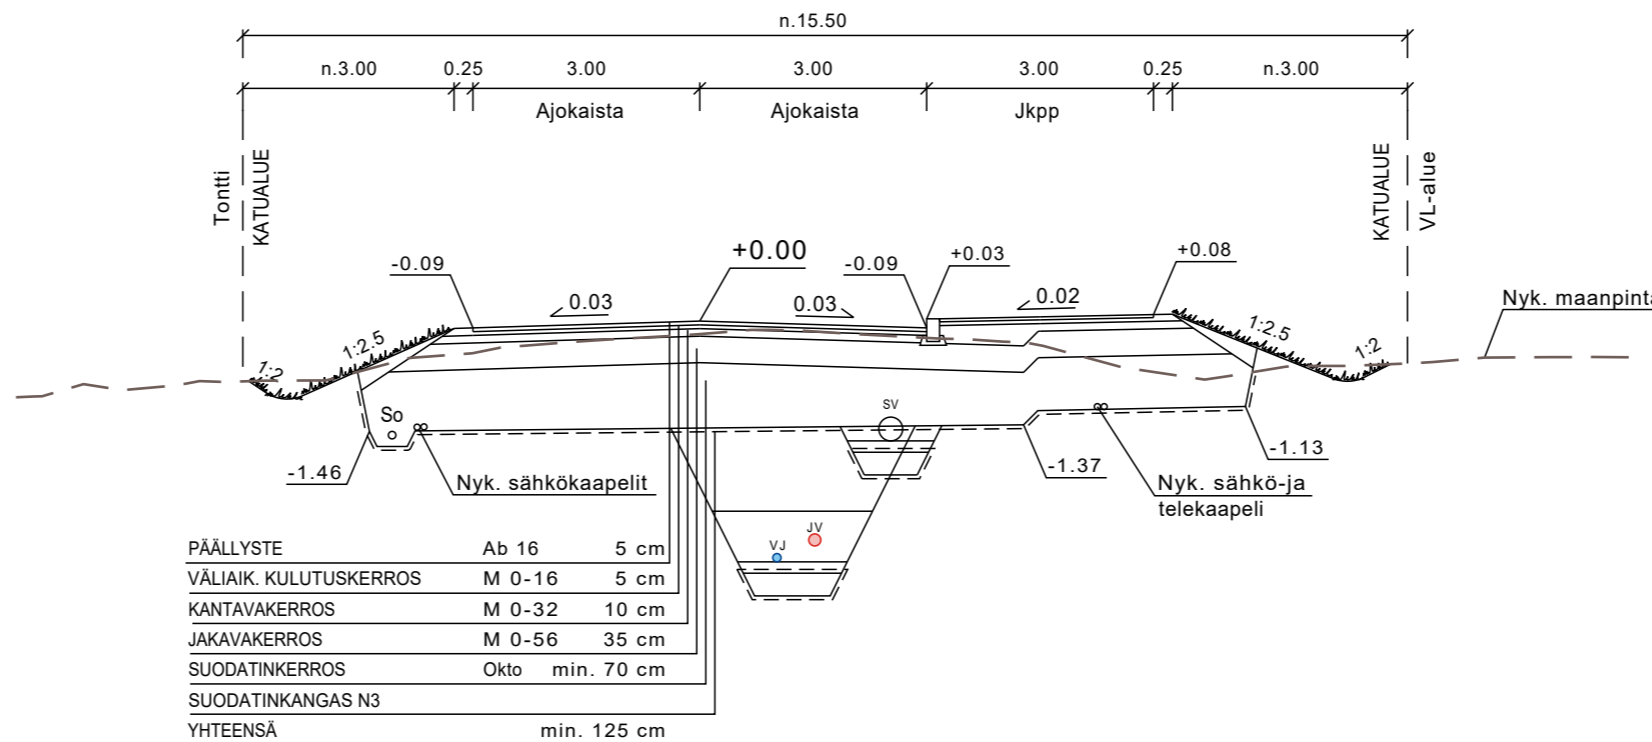 n.15.50
n.3.00 0.25 3.00 3.00 3.00 0.25 n.3.00
Ajokaista Ajokaista Jkpp
Tontti
KATUALUE
KATUALUE
VL-alue
-0.09 +0.00 -0.09 +0.03 +0.08
0.03 0.03 0.02
Nyk. maanpinta
1:2 1:2.5 1:2.5 1:2
So SV
-1.46 Nyk. sähkökaapelit -1.37 Nyk. sähkö-ja
telekaapeli
-1.13
JV
VJ
PÄÄLLYSTE Ab 16 5 cm
VÄLIAIK. KULUTUSKERROS M 0-16 5 cm
KANTAVAKERROS M 0-32 10 cm
JAKAVAKERROS M 0-56 35 cm
SUODATINKERROS Okto min. 70 cm
SUODATINKANGAS N3
YHTEENSÄ min. 125 cm